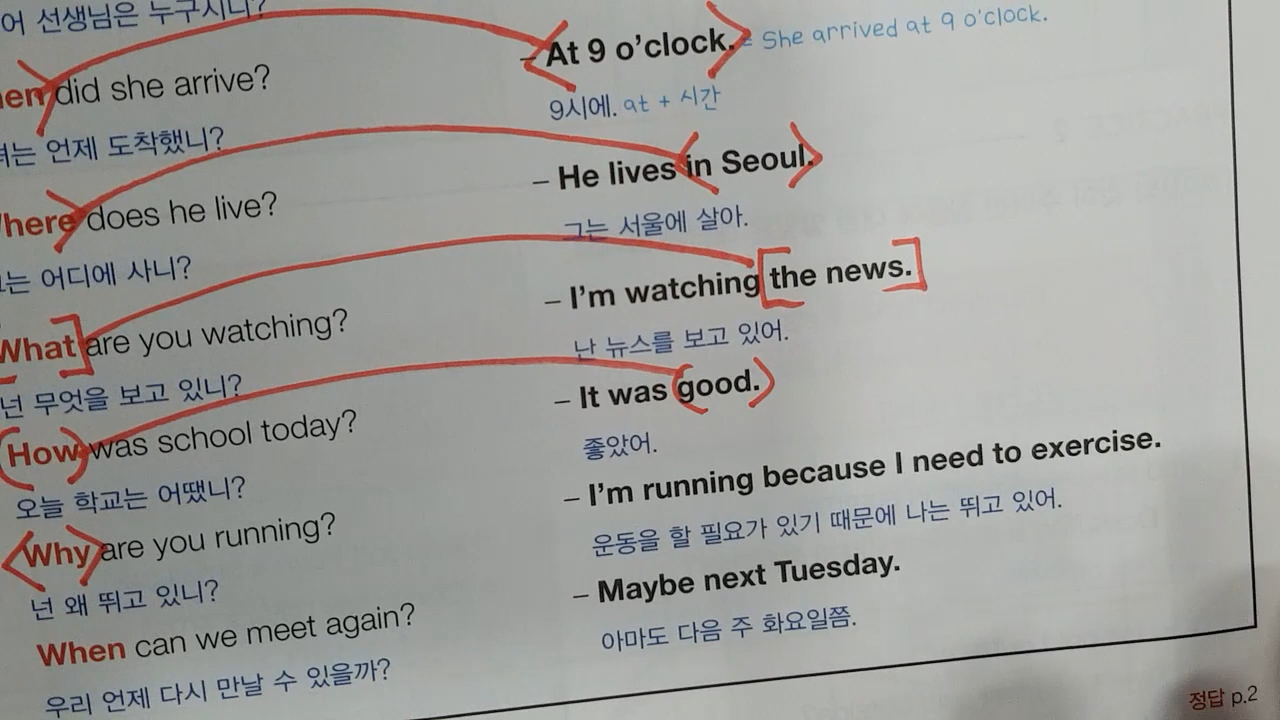 어 선생님은 누구시니?
did she arrive? – At 9 o'clock. = She arrived at 9 o'clock.
는 언제 도착했니? 9시에. at + 시간
Where does he live? – He lives in Seoul.
는 어디에 사니? 그는 서울에 살아.
What are you watching? – I'm watching the news.
넌 무엇을 보고 있니? 난 뉴스를 보고 있어.
How was school today? – It was good.
오늘 학교는 어땠니? 좋았어.
Why are you running? – I'm running because I need to exercise.
넌 왜 뛰고 있니? 운동을 할 필요가 있기 때문에 나는 뛰고 있어.
When can we meet again? – Maybe next Tuesday.
우리 언제 다시 만날 수 있을까? 아마도 다음 주 화요일쯤.
정답 p.2